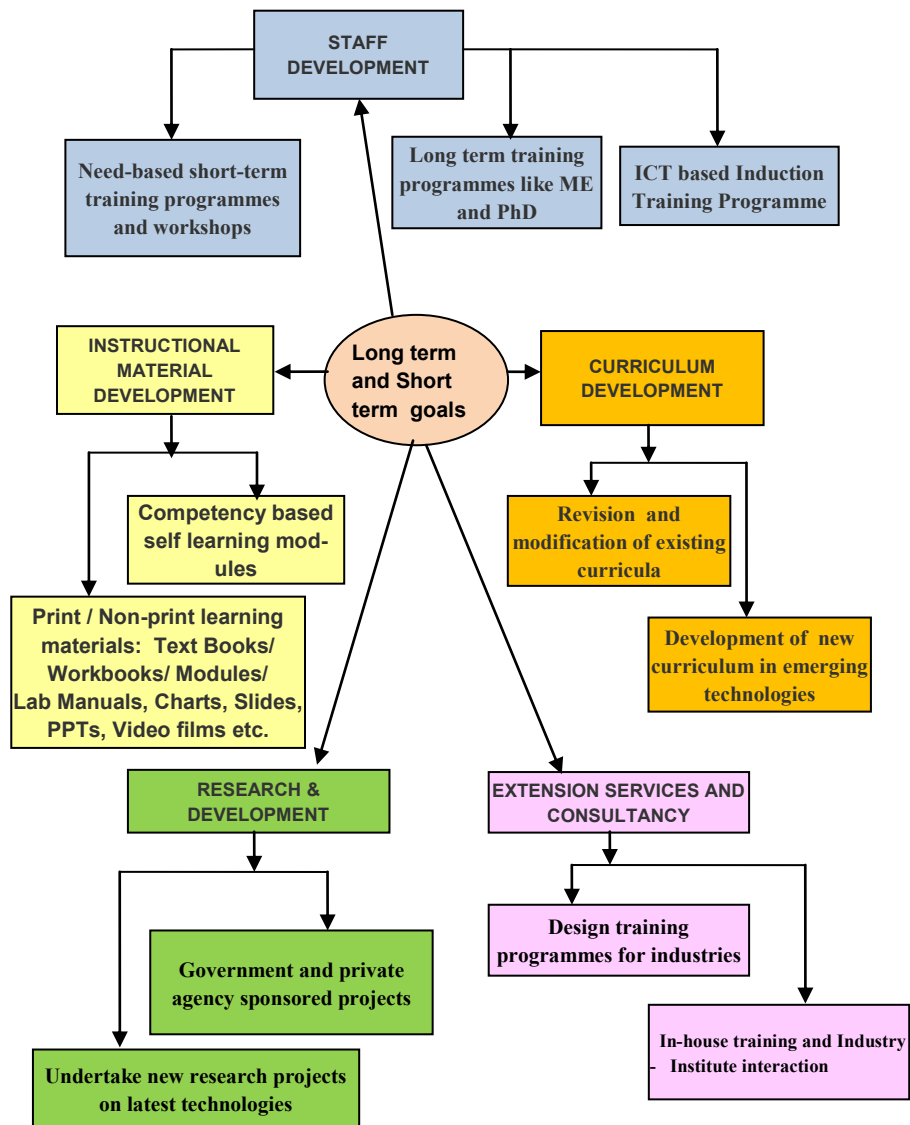 STAFF
DEVELOPMENT
Need-based short-term
training programmes
and workshops
Long term training
programmes like ME
and PhD
ICT based Induction
Training Programme
INSTRUCTIONAL
MATERIAL
DEVELOPMENT
Long term
and Short
term goals
CURRICULUM
DEVELOPMENT
Competency based
self learning mod-
ules
Revision and
modification of existing
curricula
Print / Non-print learning
materials: Text Books/
Workbooks/ Modules/
Lab Manuals, Charts, Slides,
PPTs, Video films etc.
Development of new
curriculum in emerging
technologies
RESEARCH &
DEVELOPMENT
EXTENSION SERVICES AND
CONSULTANCY
Government and private
agency sponsored projects
Undertake new research projects
on latest technologies
Design training
programmes for industries
In-house training and Industry
- Institute interaction